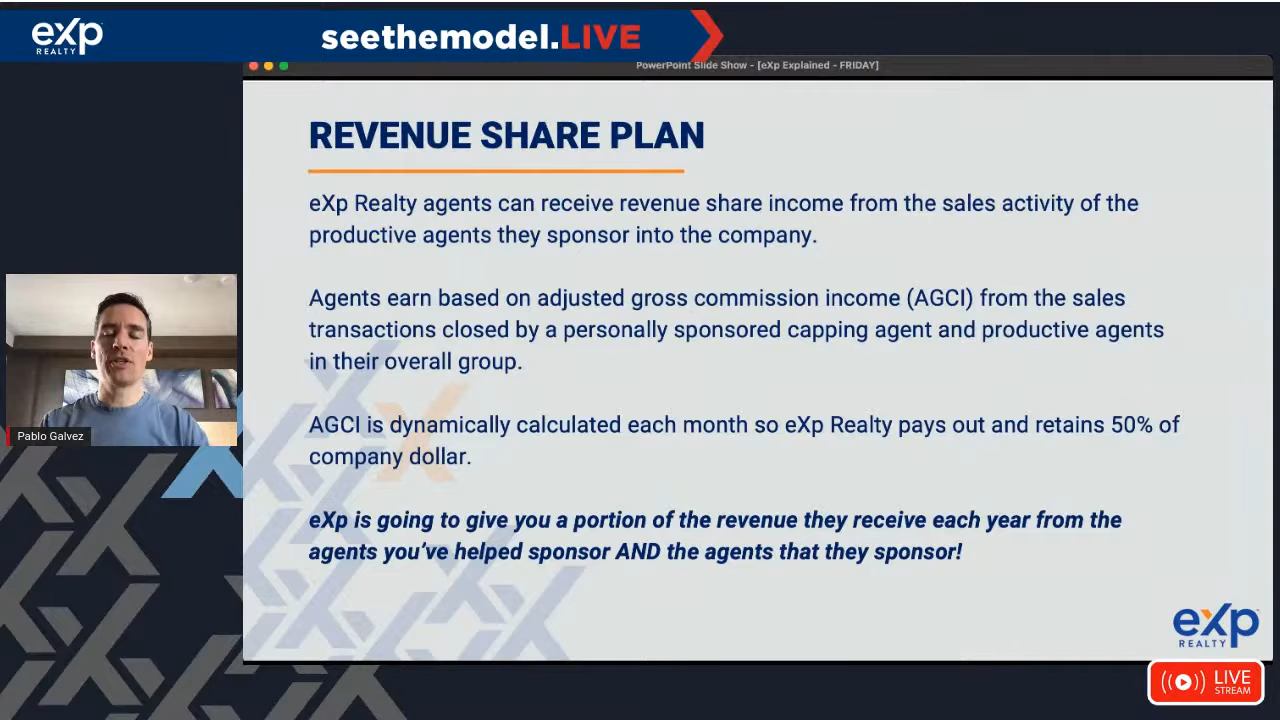 eXp
REALTY
seethemodel.LIVE
PowerPoint Slide Show - [eXp Explained - FRIDAY]
REVENUE SHARE PLAN
eXp Realty agents can receive revenue share income from the sales activity of the
productive agents they sponsor into the company.
Agents earn based on adjusted gross commission income (AGCI) from the sales
transactions closed by a personally sponsored capping agent and productive agents
in their overall group.
AGCI is dynamically calculated each month so eXp Realty pays out and retains 50% of
company dollar.
eXp is going to give you a portion of the revenue they receive each year from the
agents you’ve helped sponsor AND the agents that they sponsor!
Pablo Galvez
eXp
REALTY
LIVE
STREAM